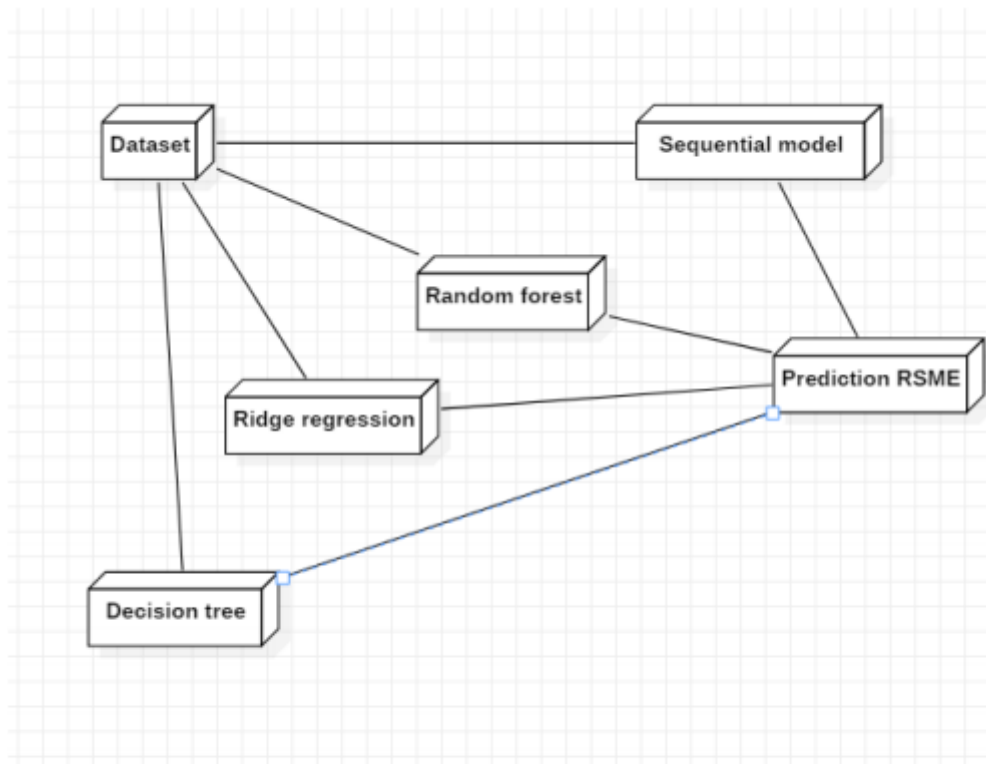 Dataset
Sequential model
Random forest
Prediction RSME
Ridge regression
Decision tree